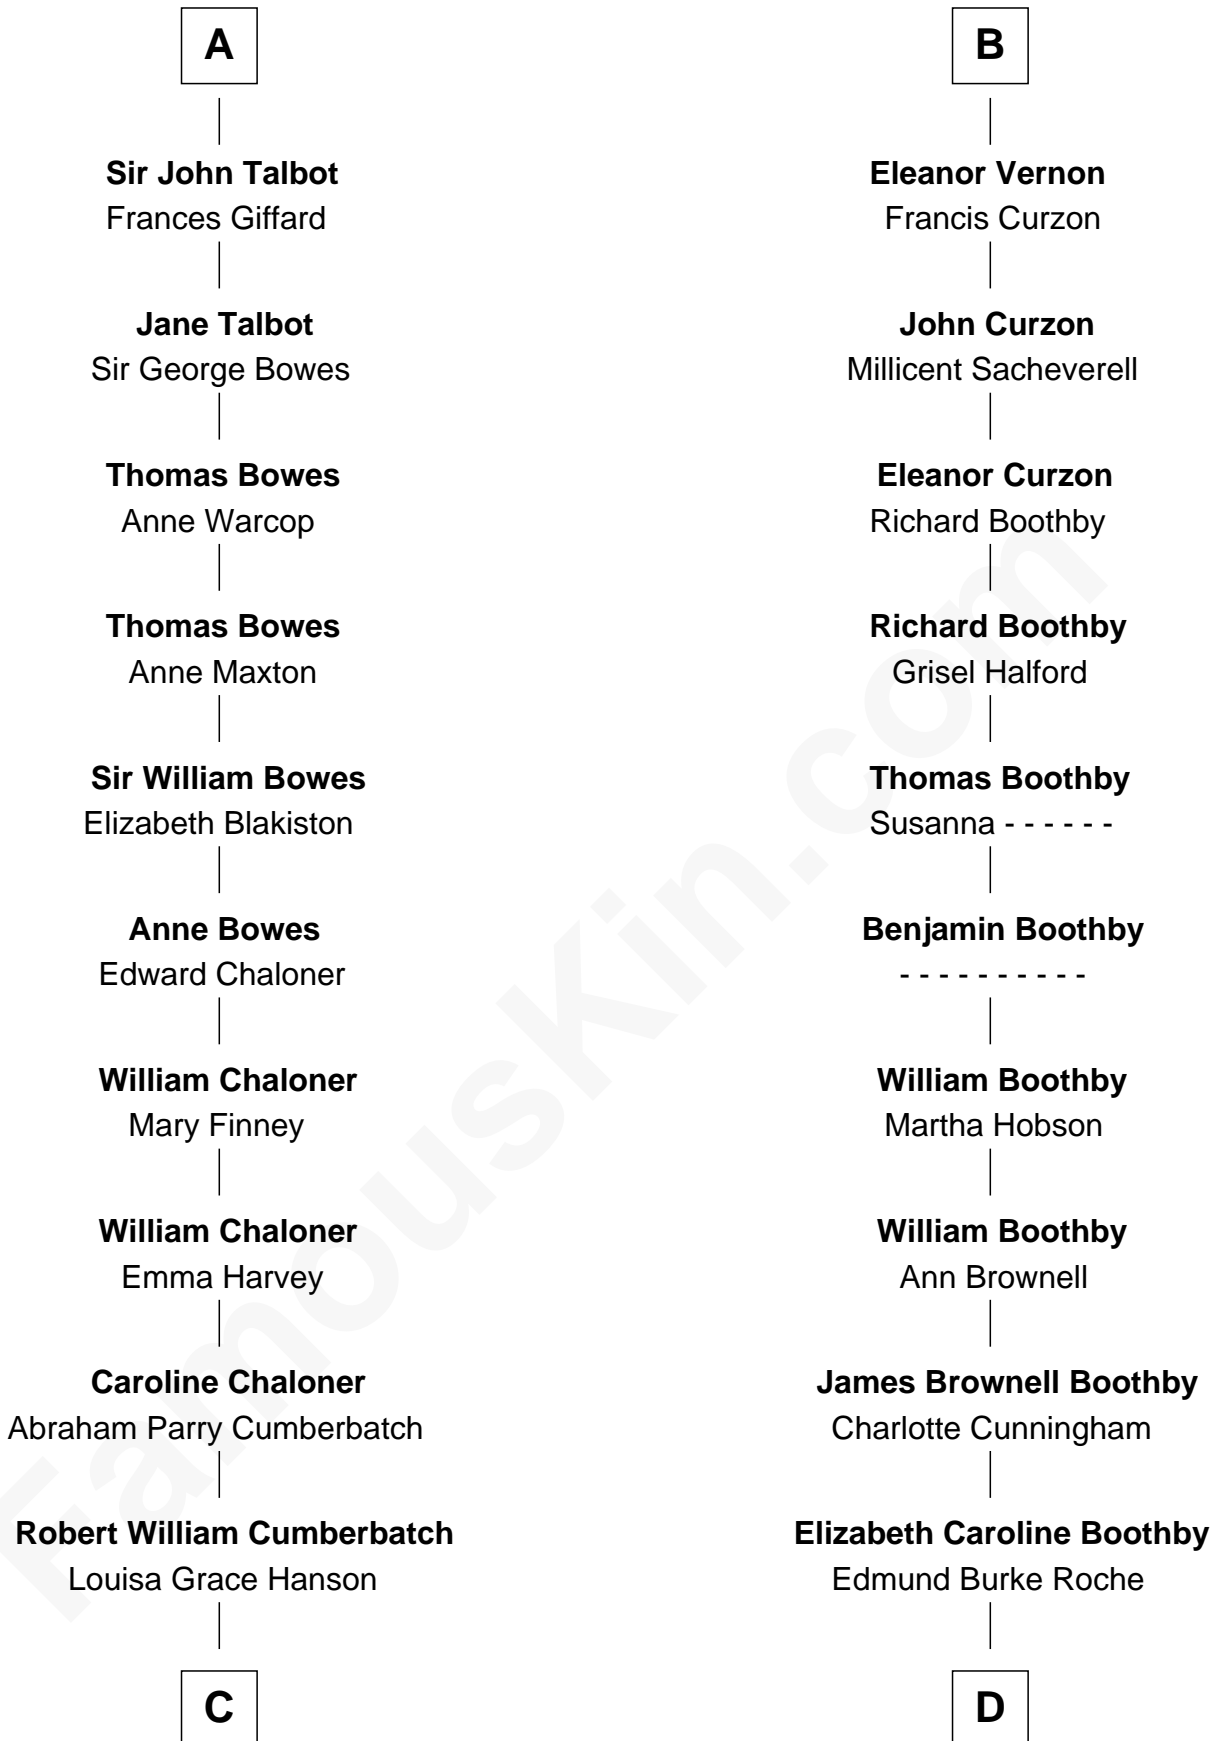 A
Sir John Talbot
Frances Giffard
Jane Talbot
Sir George Bowes
Thomas Bowes
Anne Warcop
Thomas Bowes
Anne Maxton
Sir William Bowes
Elizabeth Blakiston
Anne Bowes
Edward Chaloner
William Chaloner
Mary Finney
William Chaloner
Emma Harvey
Caroline Chaloner
Abraham Parry Cumberbatch
Robert William Cumberbatch
Louisa Grace Hanson
C
B
Eleanor Vernon
Francis Curzon
John Curzon
Millicent Sacheverell
Eleanor Curzon
Richard Boothby
Richard Boothby
Grisel Halford
Thomas Boothby
Susanna - - - - - -
Benjamin Boothby
- - - - - - - - - -
William Boothby
Martha Hobson
William Boothby
Ann Brownell
James Brownell Boothby
Charlotte Cunningham
Elizabeth Caroline Boothby
Edmund Burke Roche
D
FamousKin.com